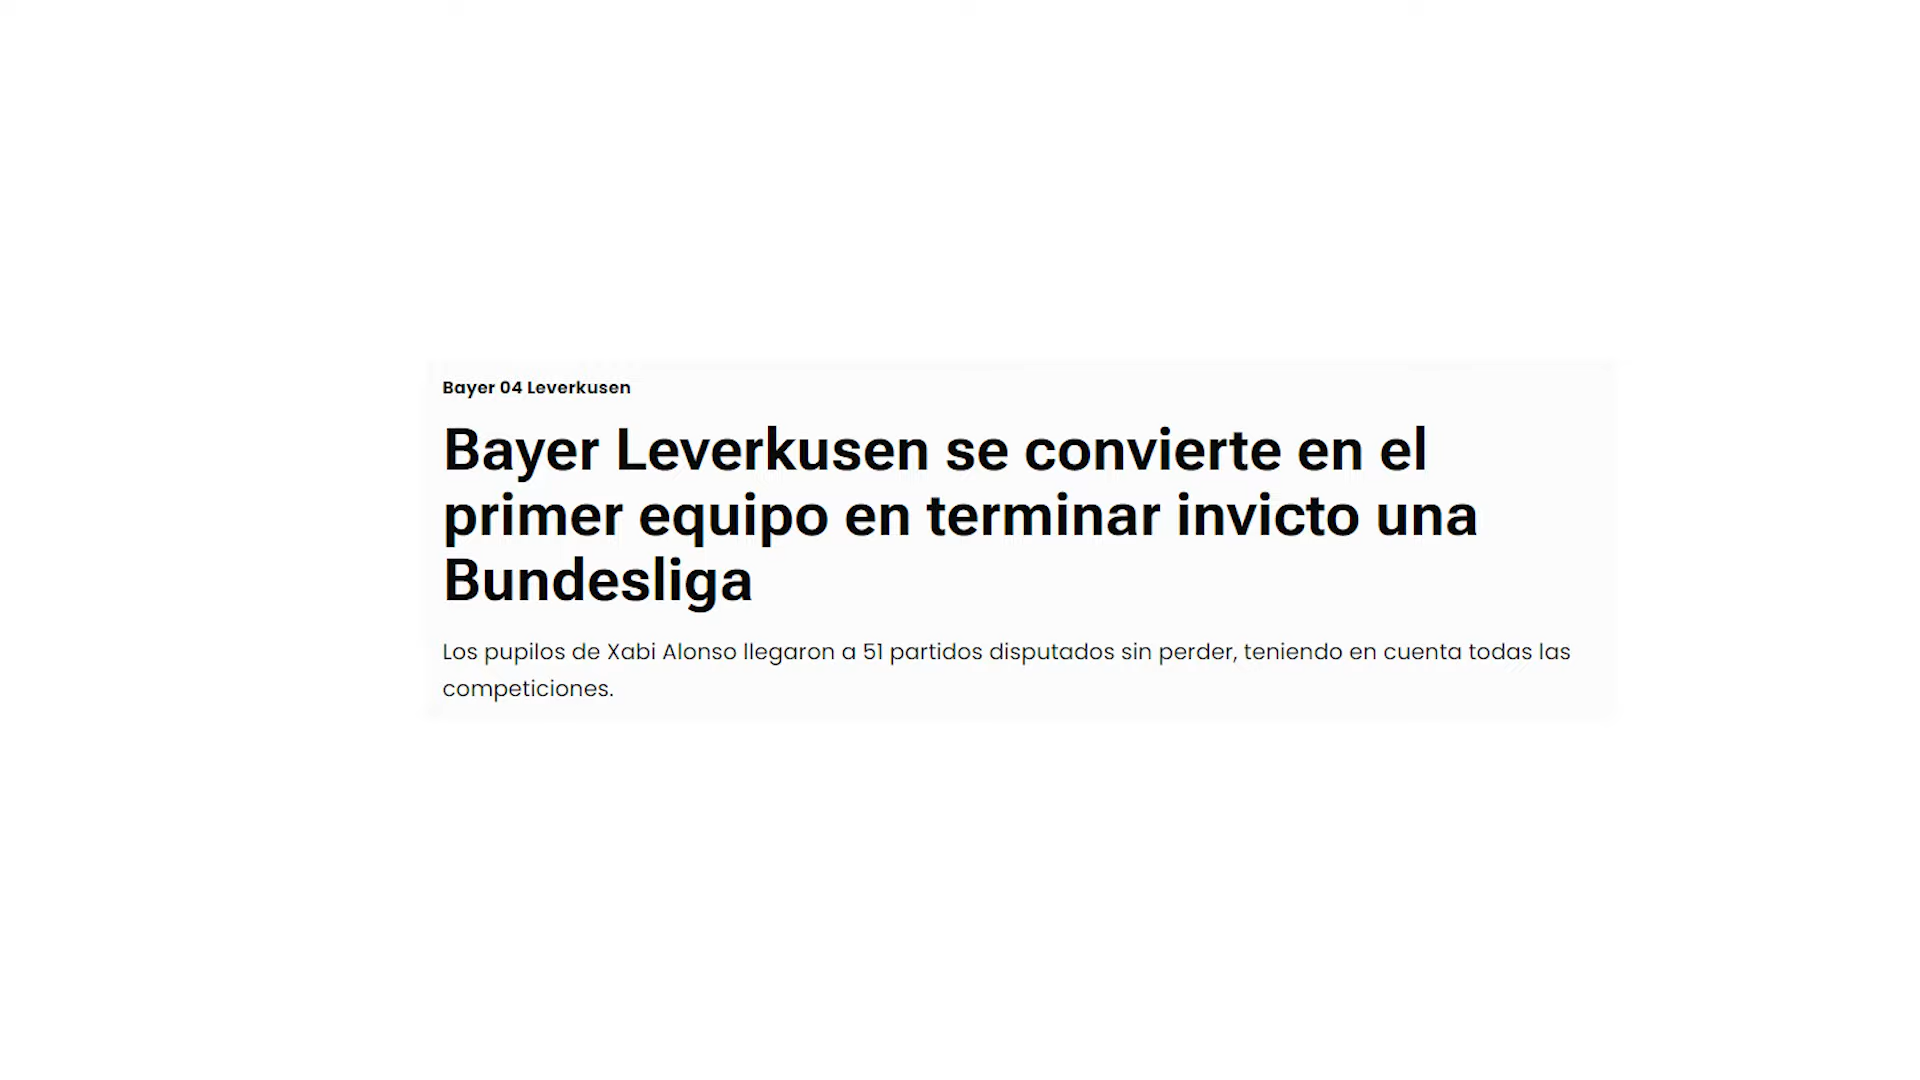 Bayer 04 Leverkusen
Bayer Leverkusen se convierte en el
primer equipo en terminar invicto una
Bundesliga
Los pupilos de Xabi Alonso llegaron a 51 partidos disputados sin perder, teniendo en cuenta todas las
competiciones.